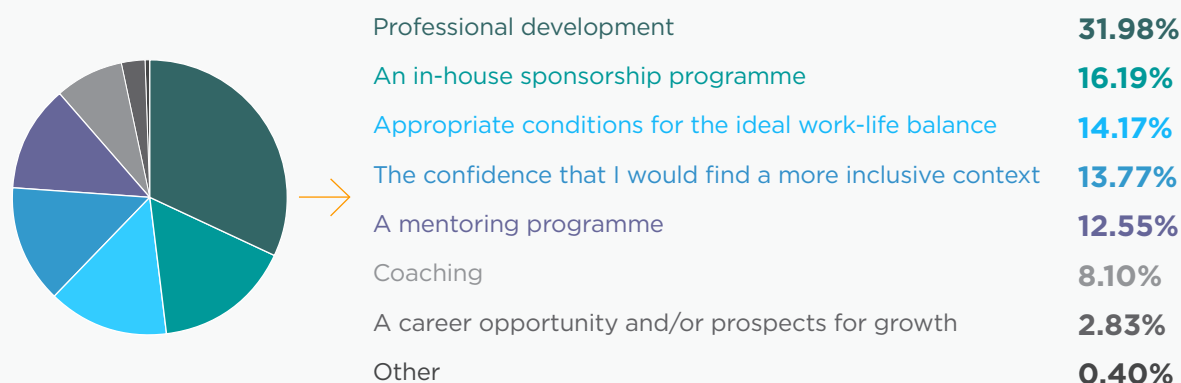 Professional development 31.98%
An in-house sponsorship programme 16.19%
Appropriate conditions for the ideal work-life balance 14.17%
The confidence that I would find a more inclusive context 13.77%
A mentoring programme 12.55%
Coaching 8.10%
A career opportunity and/or prospects for growth 2.83%
Other 0.40%